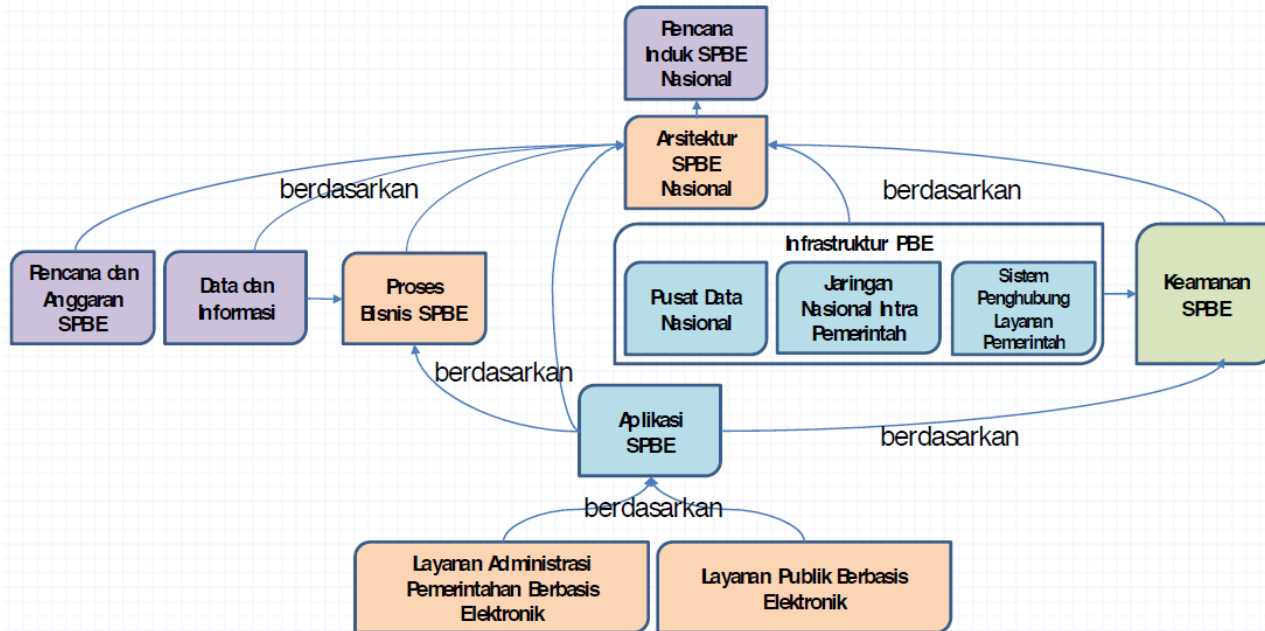 Rencana
Induk SPBE
Nasional
Arsitektur
SPBE
Nasional
berdasarkan
berdasarkan
Rencana dan
Anggaran
SPBE
Data dan
Informasi
Proses
Bisnis SPBE
Infrastruktur PBE
Pusat Data
Nasional
Jaringan
Nasional Intra
Pemerintah
Sistem
Penghubung
Layanan
Pemerintah
Keamanan
SPBE
berdasarkan
Aplikasi
SPBE
berdasarkan
berdasarkan
Layanan Administrasi
Pemerintahan Berbasis
Elektronik
Layanan Publik Berbasis
Elektronik